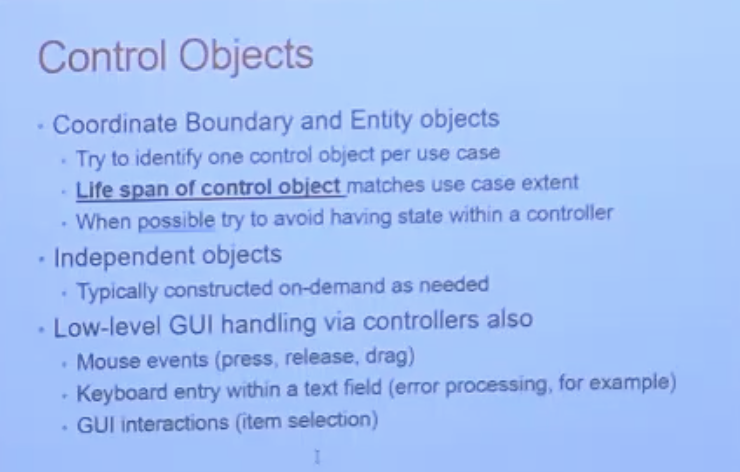 Control Objects
• Coordinate Boundary and Entity objects
• Try to identify one control object per use case
• Life span of control object matches use case extent
• When possible try to avoid having state within a controller
• Independent objects
• Typically constructed on-demand as needed
• Low-level GUI handling via controllers also
• Mouse events (press, release, drag)
• Keyboard entry within a text field (error processing, for example)
• GUI interactions (item selection)